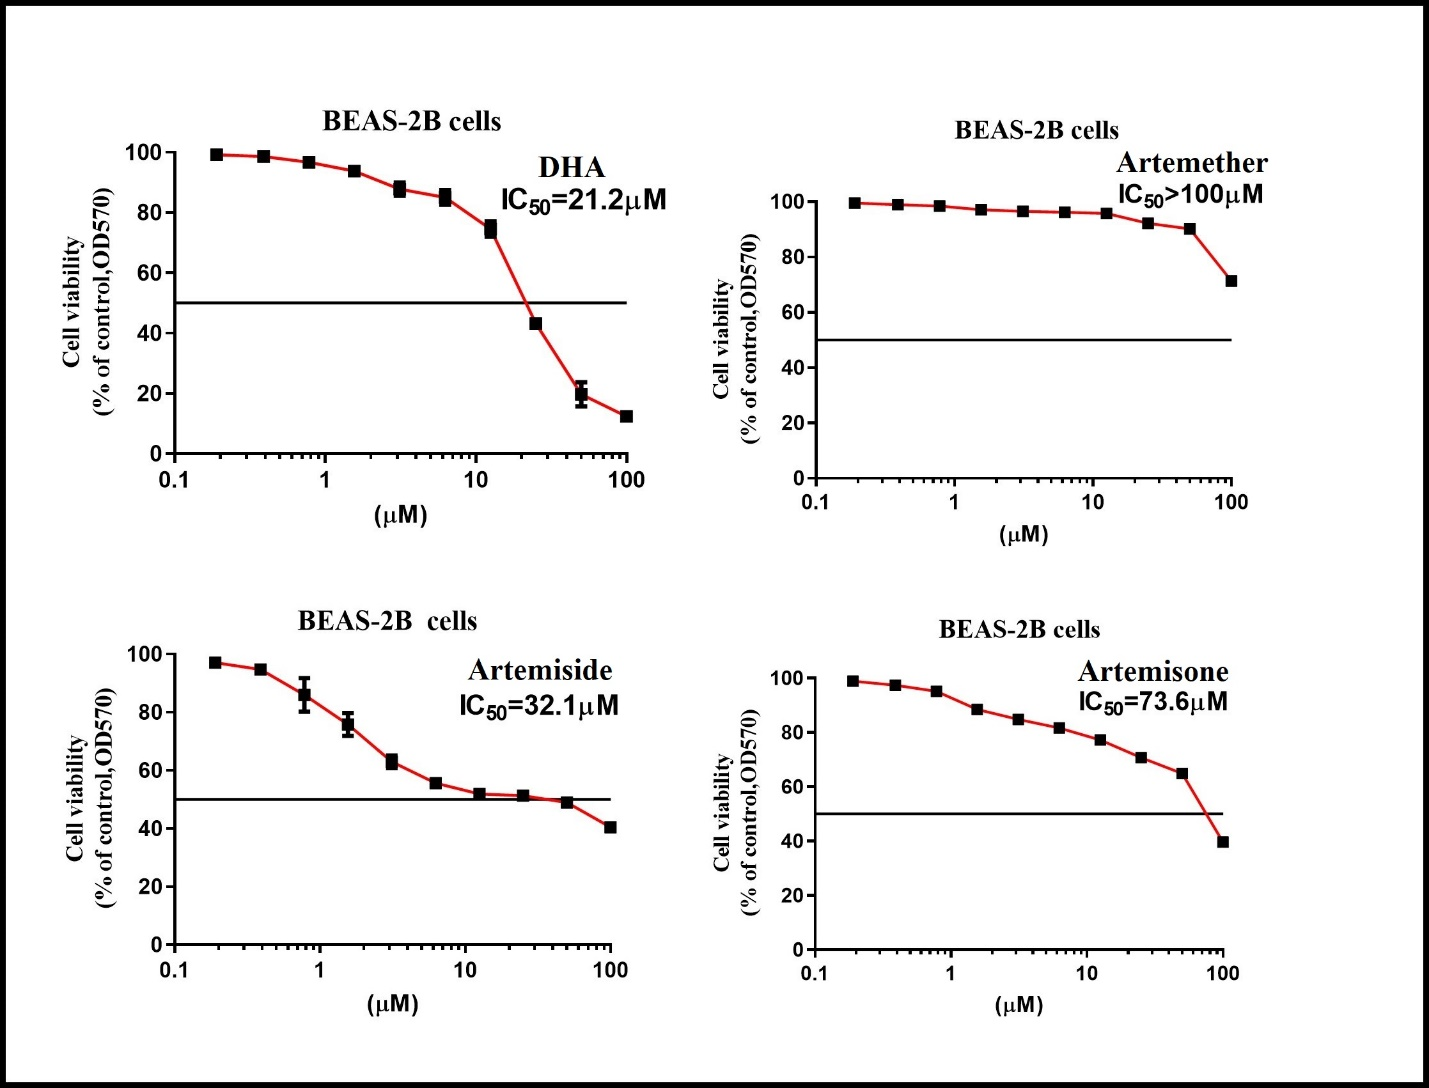 BEAS-2B cells
DHA
IC50=21.2μM
Cell viability
(% of control,OD570)
100
80
60
40
20
0
0.1 1 10 100
(μM)
BEAS-2B cells
Artemether
IC50>100μM
Cell viability
(% of control,OD570)
100
80
60
40
20
0
0.1 1 10 100
(μM)
BEAS-2B cells
Artemiside
IC50=32.1μM
Cell viability
(% of control,OD570)
100
80
60
40
20
0
0.1 1 10 100
(μM)
BEAS-2B cells
Artemisone
IC50=73.6μM
Cell viability
(% of control,OD570)
100
80
60
40
20
0
0.1 1 10 100
(μM)